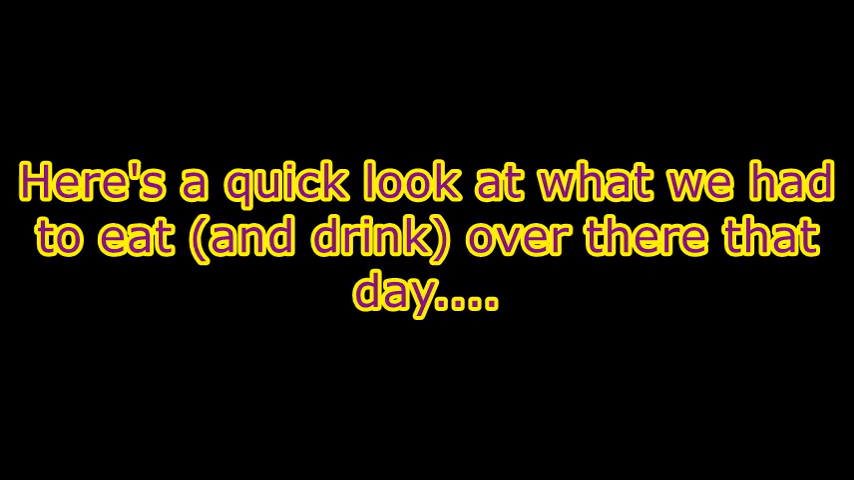 Here's a quick look at what we had
to eat (and drink) over there that
day....